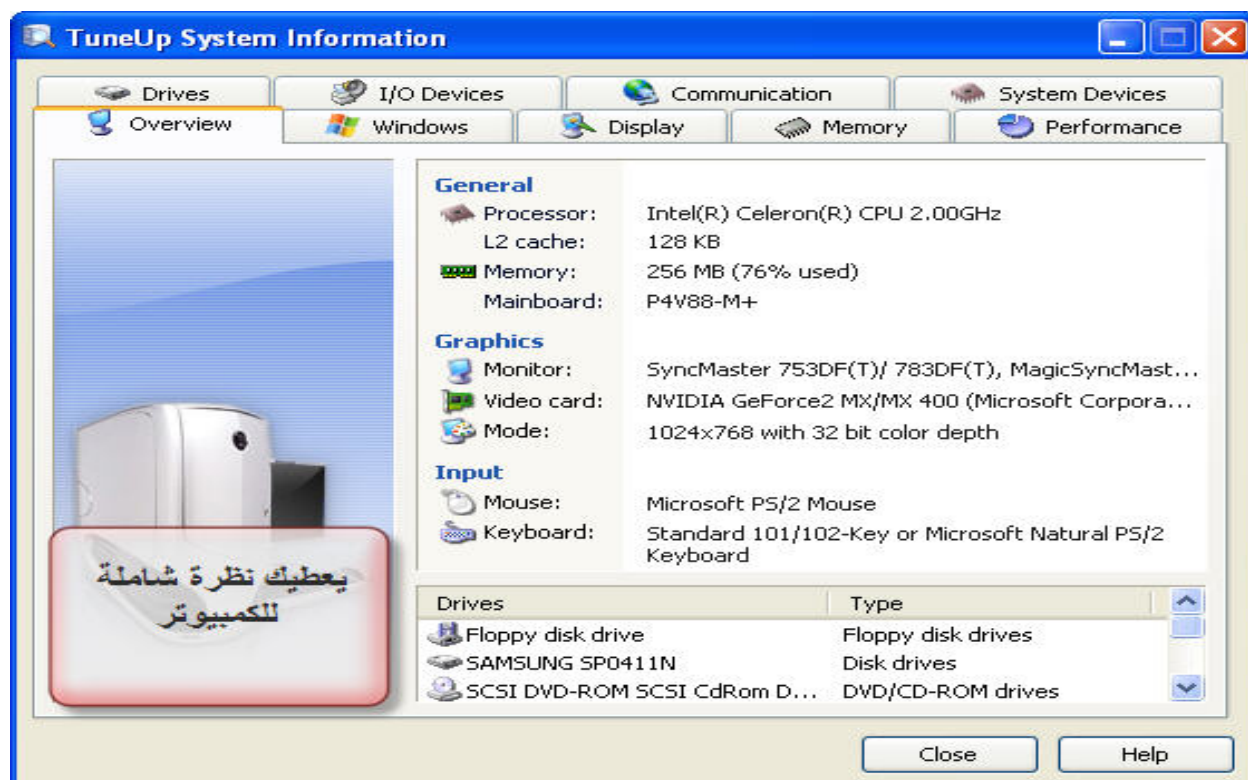 TuneUp System Information
Drives
I/O Devices
Communication
System Devices
Overview
Windows
Display
Memory
Performance
General
Processor: Intel(R) Celeron(R) CPU 2.00GHz
L2 cache: 128 KB
Memory: 256 MB (76% used)
Mainboard: P4V88-M+
Graphics
Monitor: SyncMaster 753DF(T)/ 783DF(T), MagicSyncMast...
Video card: NVIDIA GeForce2 MX/MX 400 (Microsoft Corpora...
Mode: 1024x768 with 32 bit color depth
Input
Mouse: Microsoft PS/2 Mouse
Keyboard: Standard 101/102-Key or Microsoft Natural PS/2
Keyboard
يعطيك نظرة شاملة
للكمبيوتر
Drives Type
Floppy disk drive Floppy disk drives
SAMSUNG SP0411N Disk drives
SCSI DVD-ROM SCSI CdRom D... DVD/CD-ROM drives
Close
Help